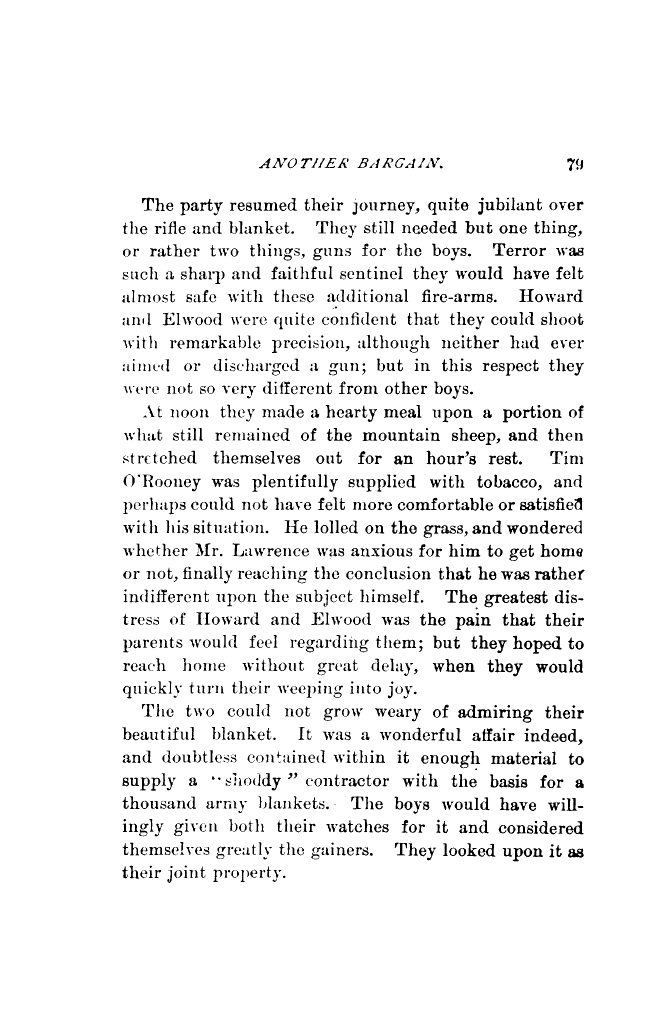 ANOTHER BARGAIN. 79
The party resumed their journey, quite jubilant over
the rifle and blanket. They still needed but one thing,
or rather two things, guns for the boys. Terror was
such a sharp and faithful sentinel they would have felt
almost safe with these additional fire-arms. Howard
and Elwood were quite confident that they could shoot
with remarkable precision, although neither had ever
aimed or discharged a gun; but in this respect they
were not so very different from other boys.
At noon they made a hearty meal upon a portion of
what still remained of the mountain sheep, and then
stretched themselves out for an hour's rest. Tim
O'Rooney was plentifully supplied with tobacco, and
perhaps could not have felt more comfortable or satisfied
with his situation. He lolled on the grass, and wondered
whether Mr. Lawrence was anxious for him to get home
or not, finally reaching the conclusion that he was rather
indifferent upon the subject himself. The greatest dis-
tress of Howard and Elwood was the pain that their
parents would feel regarding them; but they hoped to
reach home without great delay, when they would
quickly turn their weeping into joy.
The two could not grow weary of admiring their
beautiful blanket. It was a wonderful affair indeed,
and doubtless contained within it enough material to
supply a "shoddy" contractor with the basis for a
thousand army blankets. The boys would have will-
ingly given both their watches for it and considered
themselves greatly the gainers. They looked upon it as
their joint property.